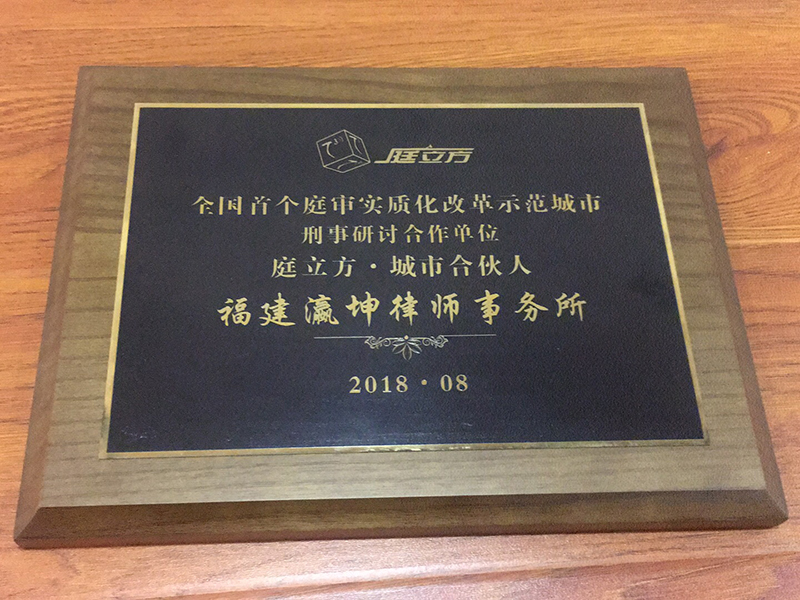 庭立方
全国首个庭审实质化改革示范城市
刑事研讨合作单位
庭立方·城市合伙人
福建瀛坤律师事务所
2018·08